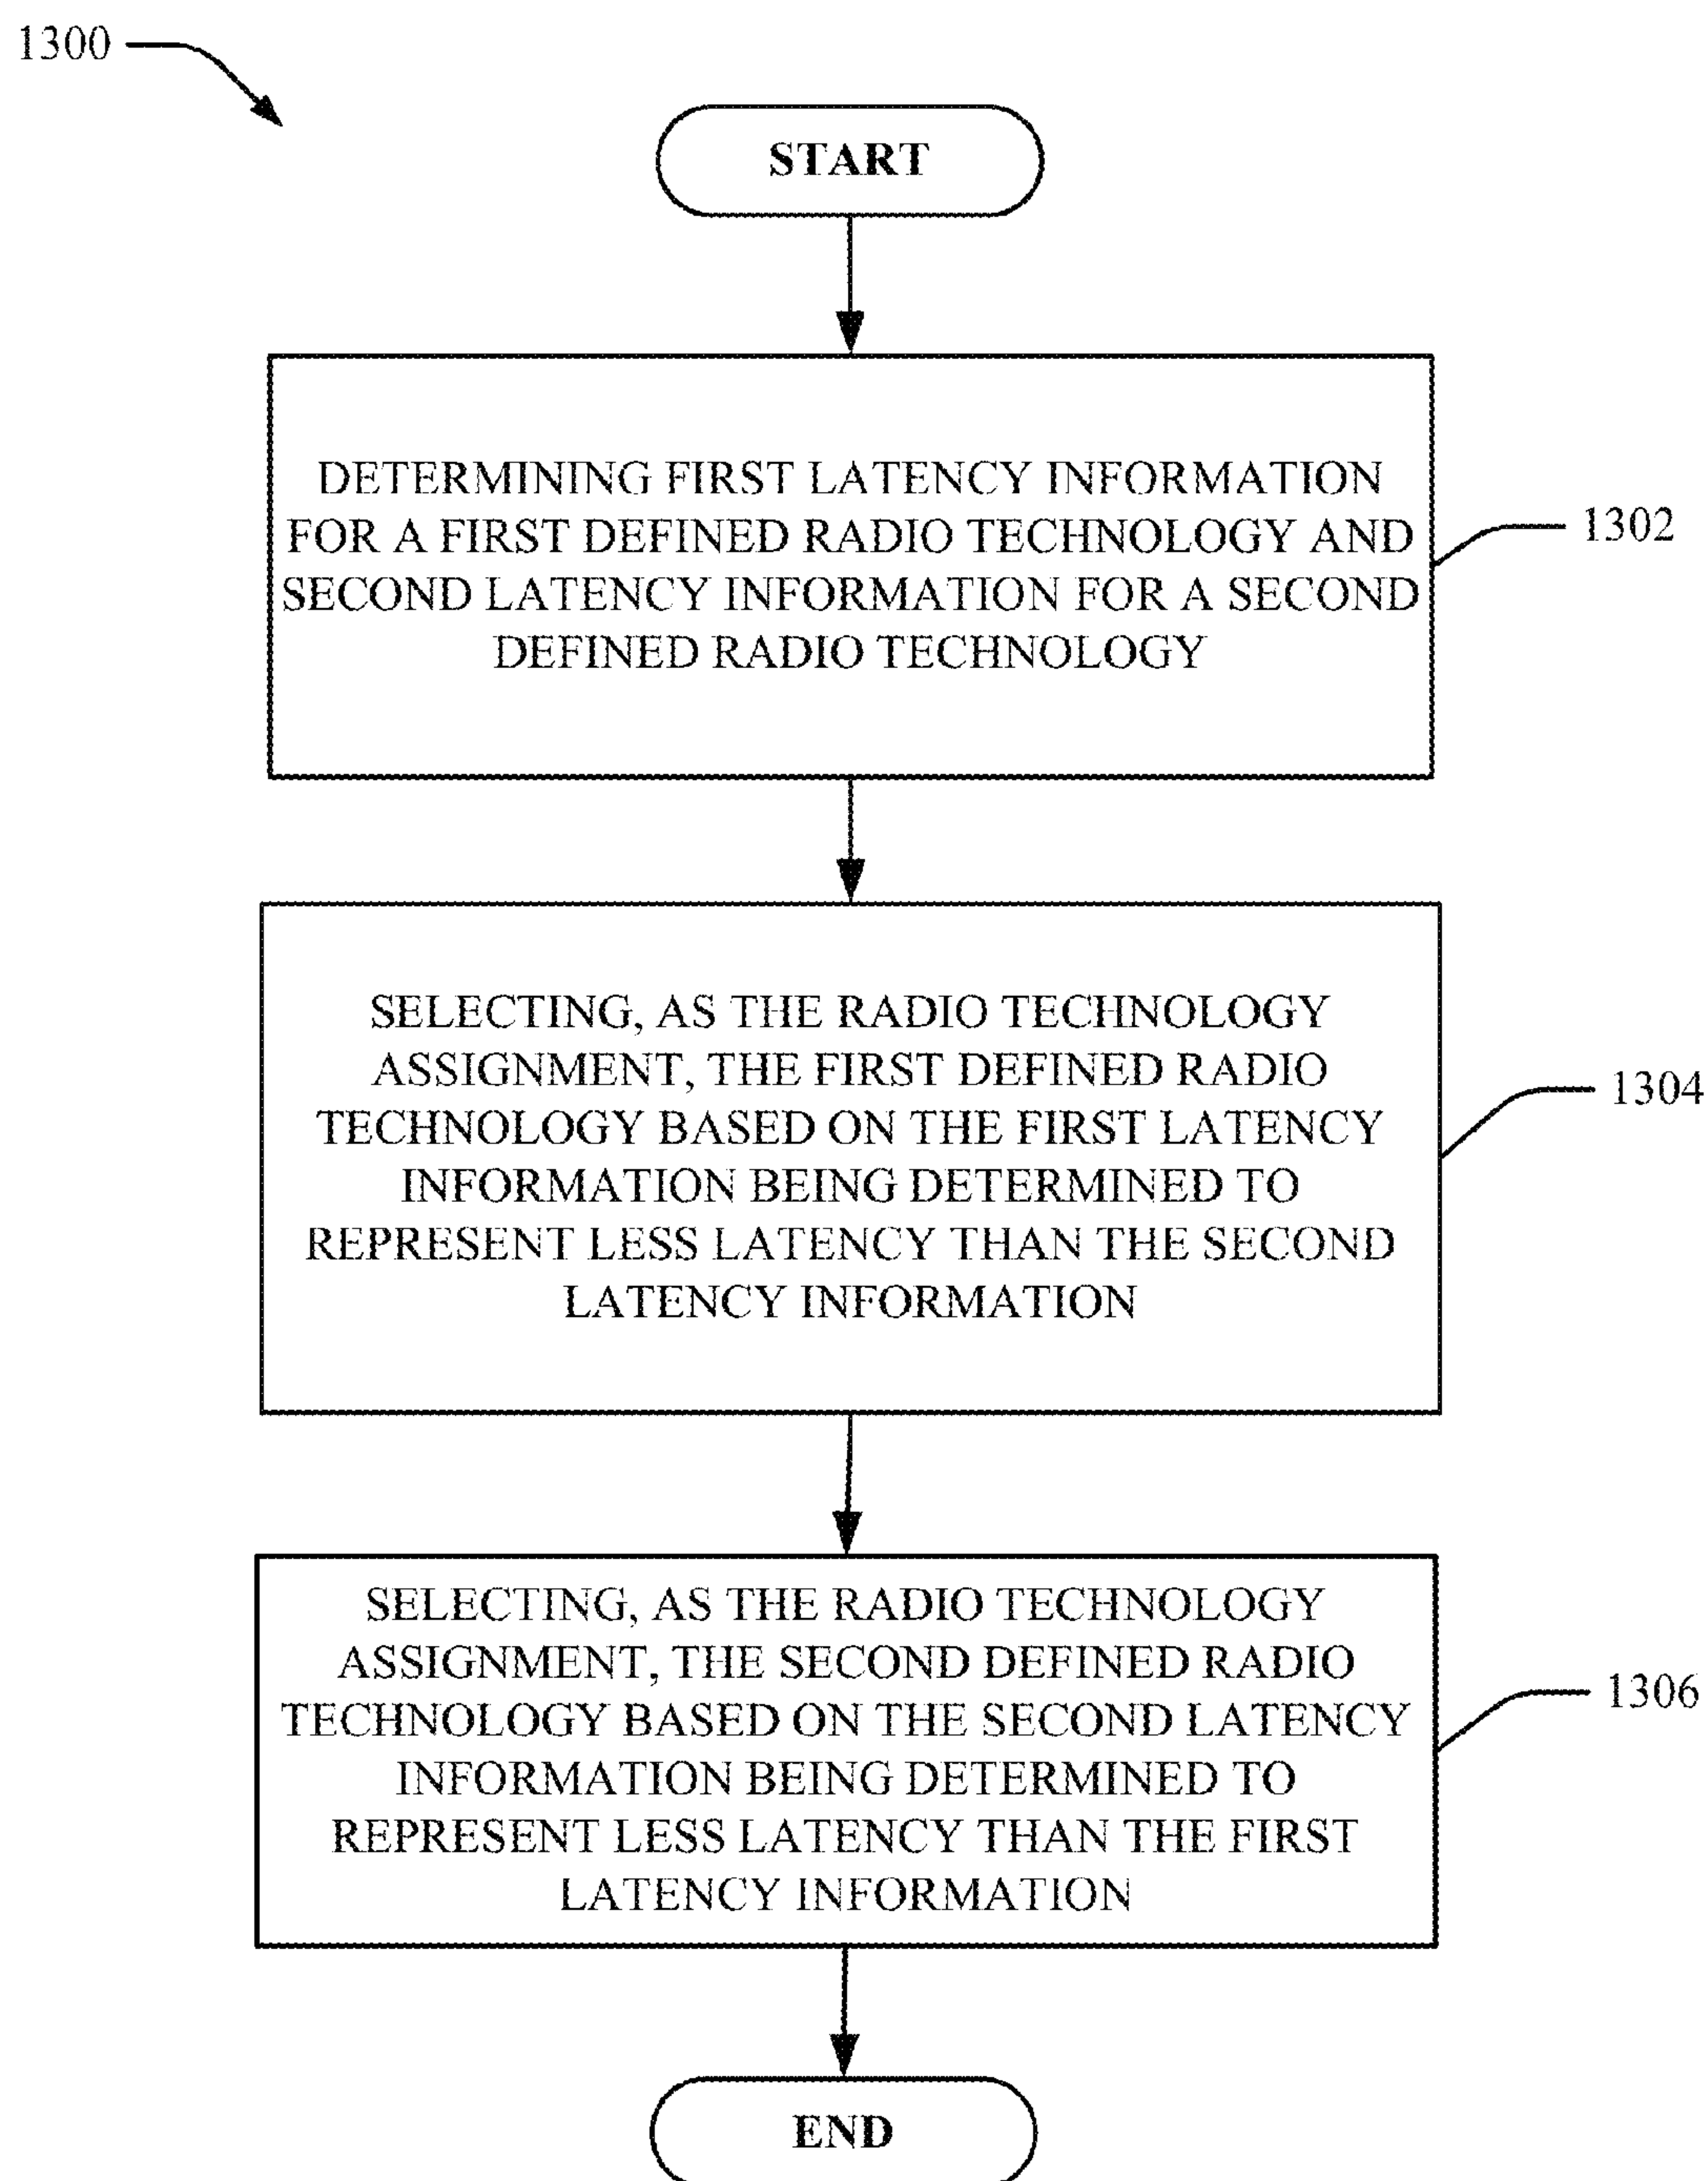 1300
START
DETERMINING FIRST LATENCY INFORMATION
FOR A FIRST DEFINED RADIO TECHNOLOGY AND
SECOND LATENCY INFORMATION FOR A SECOND
DEFINED RADIO TECHNOLOGY
1302
SELECTING, AS THE RADIO TECHNOLOGY
ASSIGNMENT, THE FIRST DEFINED RADIO
TECHNOLOGY BASED ON THE FIRST LATENCY
INFORMATION BEING DETERMINED TO
REPRESENT LESS LATENCY THAN THE SECOND
LATENCY INFORMATION
1304
SELECTING, AS THE RADIO TECHNOLOGY
ASSIGNMENT, THE SECOND DEFINED RADIO
TECHNOLOGY BASED ON THE SECOND LATENCY
INFORMATION BEING DETERMINED TO
REPRESENT LESS LATENCY THAN THE FIRST
LATENCY INFORMATION
1306
END